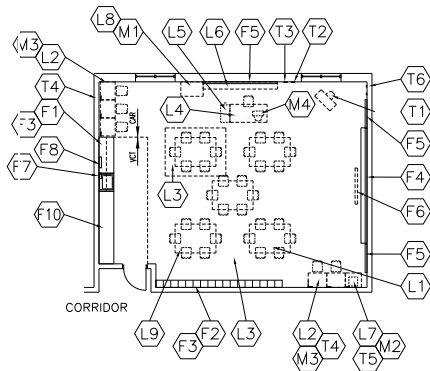 L8 M1 L5 L6 F5 T3 T2
M3 L2 T6
T4 T1
F1 L4 M4
F3 F5
F8 CAR
F7 VCT L3 F4
F6
F10
F5
L1
CORRIDOR
L9 F2 L3 L2 L7
F3 T4 M2
M3 T5